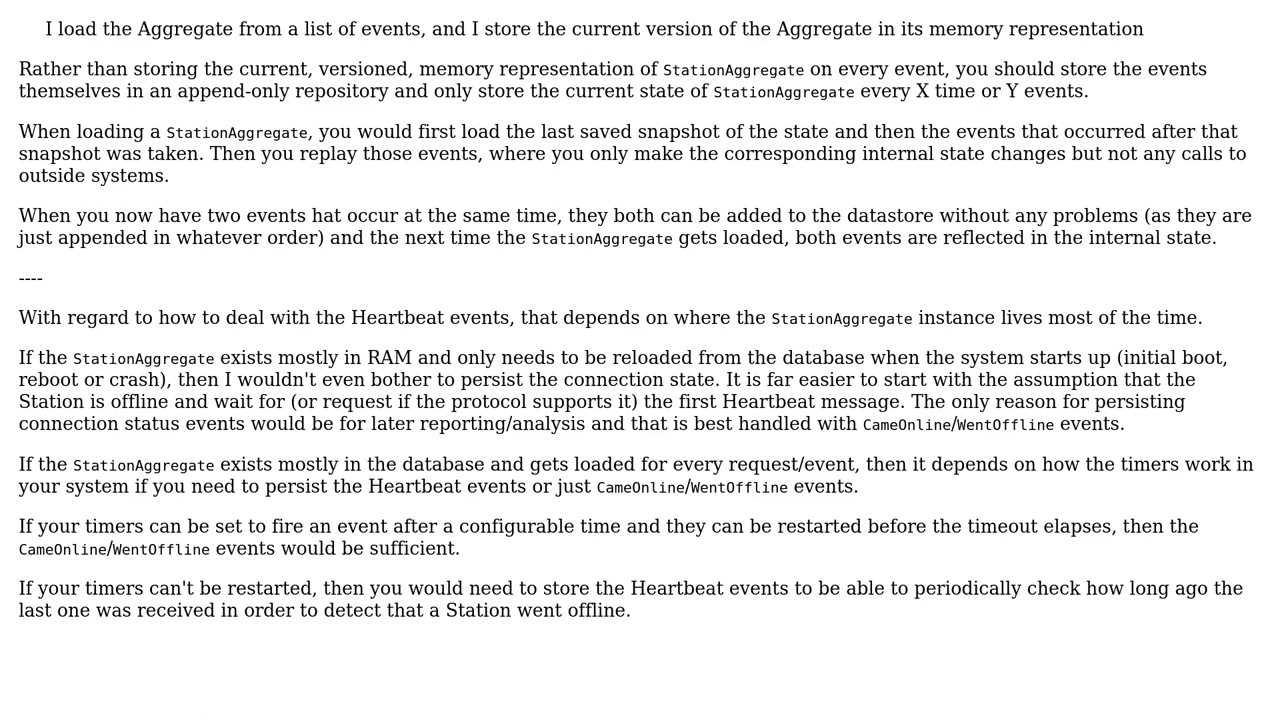 I load the Aggregate from a list of events, and I store the current version of the Aggregate in its memory representation
Rather than storing the current, versioned, memory representation of StationAggregate on every event, you should store the events
themselves in an append-only repository and only store the current state of StationAggregate every X time or Y events.
When loading a StationAggregate, you would first load the last saved snapshot of the state and then the events that occurred after that
snapshot was taken. Then you replay those events, where you only make the corresponding internal state changes but not any calls to
outside systems.
When you now have two events hat occur at the same time, they both can be added to the datastore without any problems (as they are
just appended in whatever order) and the next time the StationAggregate gets loaded, both events are reflected in the internal state.
----
With regard to how to deal with the Heartbeat events, that depends on where the StationAggregate instance lives most of the time.
If the StationAggregate exists mostly in RAM and only needs to be reloaded from the database when the system starts up (initial boot,
reboot or crash), then I wouldn't even bother to persist the connection state. It is far easier to start with the assumption that the
Station is offline and wait for (or request if the protocol supports it) the first Heartbeat message. The only reason for persisting
connection status events would be for later reporting/analysis and that is best handled with CameOnline/WentOffline events.
If the StationAggregate exists mostly in the database and gets loaded for every request/event, then it depends on how the timers work in
your system if you need to persist the Heartbeat events or just CameOnline/WentOffline events.
If your timers can be set to fire an event after a configurable time and they can be restarted before the timeout elapses, then the
CameOnline/WentOffline events would be sufficient.
If your timers can't be restarted, then you would need to store the Heartbeat events to be able to periodically check how long ago the
last one was received in order to detect that a Station went offline.